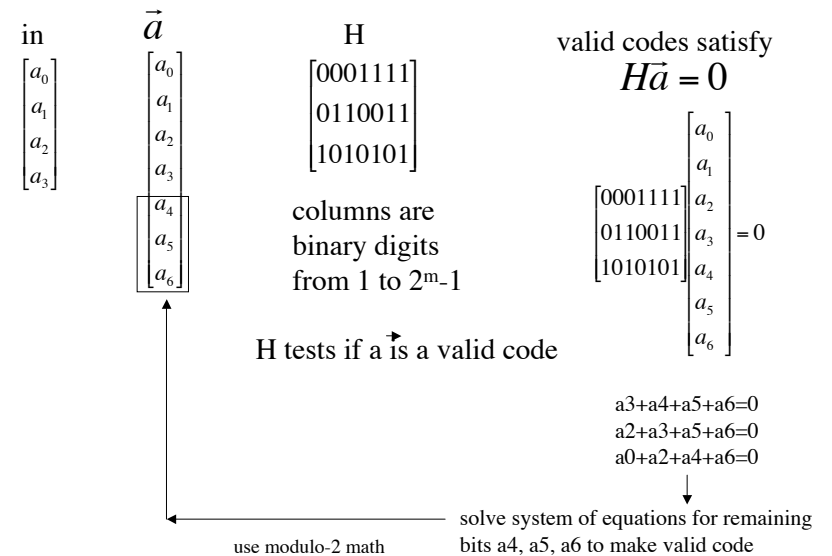 in
a
H
valid codes satisfy
Ha = 0
a0
a1
a2
a3
a0
a1
a2
a3
a4
a5
a6
0001111
0110011
1010101
columns are
binary digits
from 1 to 2^m-1
0001111
0110011
1010101
a0
a1
a2
a3
a4
a5
a6
= 0
H tests if a is a valid code
a3+a4+a5+a6=0
a2+a3+a5+a6=0
a0+a2+a4+a6=0
solve system of equations for remaining
bits a4, a5, a6 to make valid code
use modulo-2 math